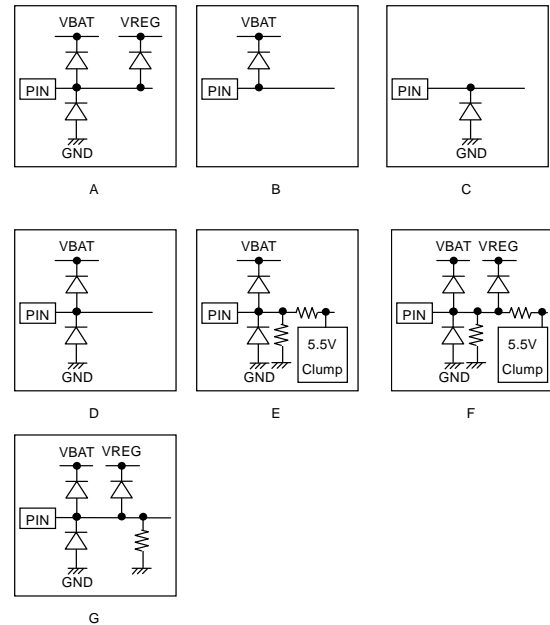 VBAT VREG
PIN
GND
A
VBAT
PIN
B
PIN
GND
C
VBAT
PIN
GND
D
VBAT
PIN
GND
5.5V
Clump
E
VBAT VREG
PIN
GND
5.5V
Clump
F
VBAT VREG
PIN
GND
G